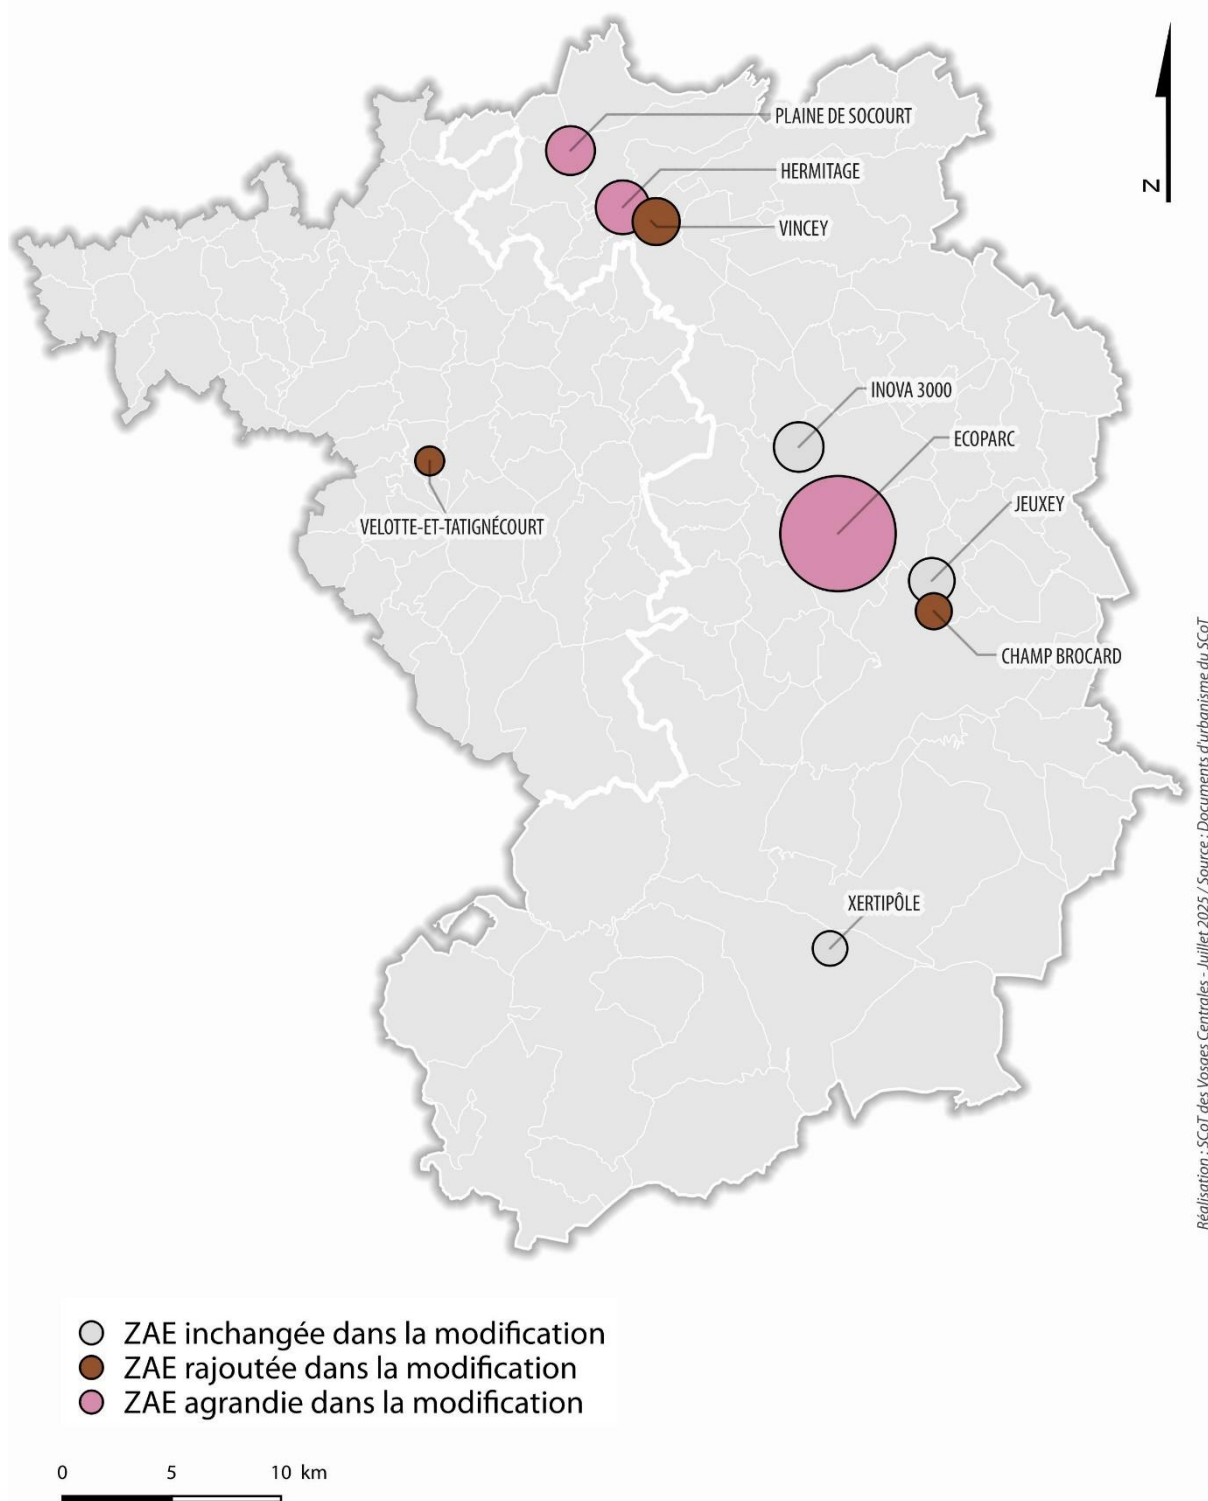 PLAINE DE SOCOURT
HERMITAGE
N
VINCEY
INOVA 3000
ECOPARC
JEUXEY
VELOTTE-ET-TATIGNÉCOURT
CHAMP BROCARD
XERTIPÔLE
Réalisation : SCoT des Vosges Centrales - Juillet 2025 / Source : Documents d'urbanisme du SCoT
ZAE inchangée dans la modification
ZAE rajoutée dans la modification
ZAE agrandie dans la modification
0 5 10 km